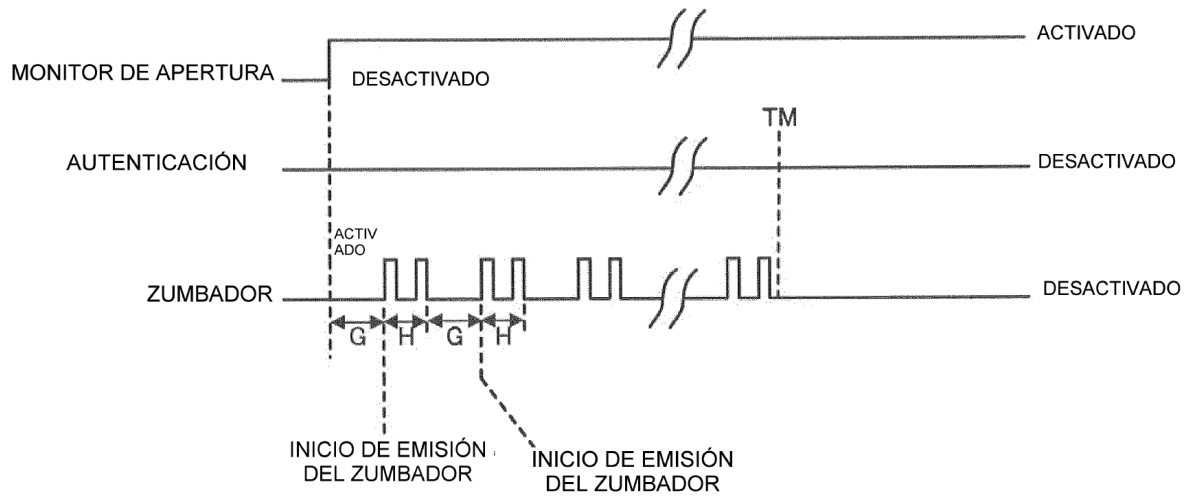 ACTIVADO
MONITOR DE APERTURA
DESACTIVADO
TM
AUTENTICACIÓN
DESACTIVADO
ACTIV
ADO
ZUMBADOR
DESACTIVADO
G H G H
INICIO DE EMISIÓN
DEL ZUMBADOR
INICIO DE EMISIÓN
DEL ZUMBADOR